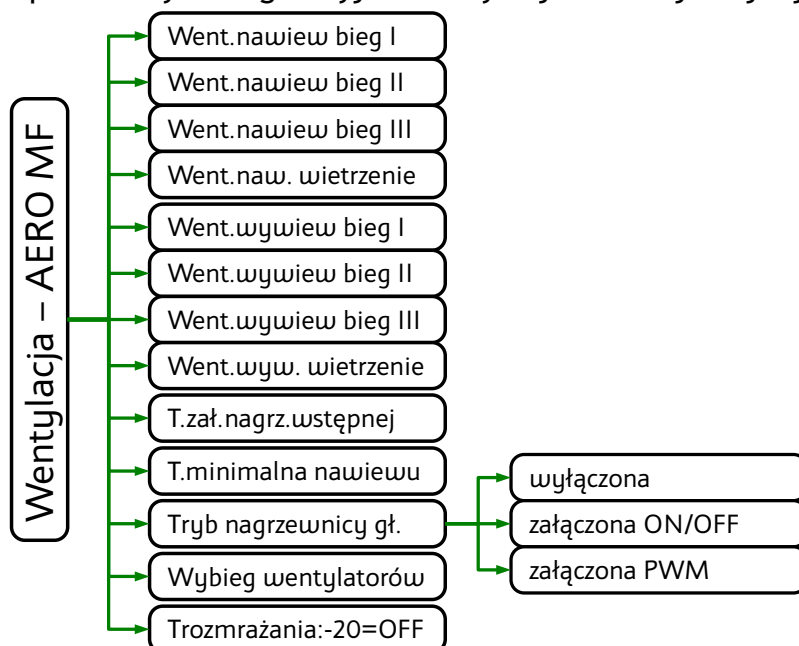 Wentylacja – AERO MF
Went.nawiew bieg I
Went.nawiew bieg II
Went.nawiew bieg III
Went.naw. wietrzenie
Went.wywiew bieg I
Went.wywiew bieg II
Went.wywiew bieg III
Went.wyw. wietrzenie
T.zał.nagrz.wstępnej
T.minimalna nawiewu
Tryb nagrzewnicy gł.
wyłączona
załączona ON/OFF
załączona PWM
Wybieg wentylatorów
Trozmrażania:-20=OFF